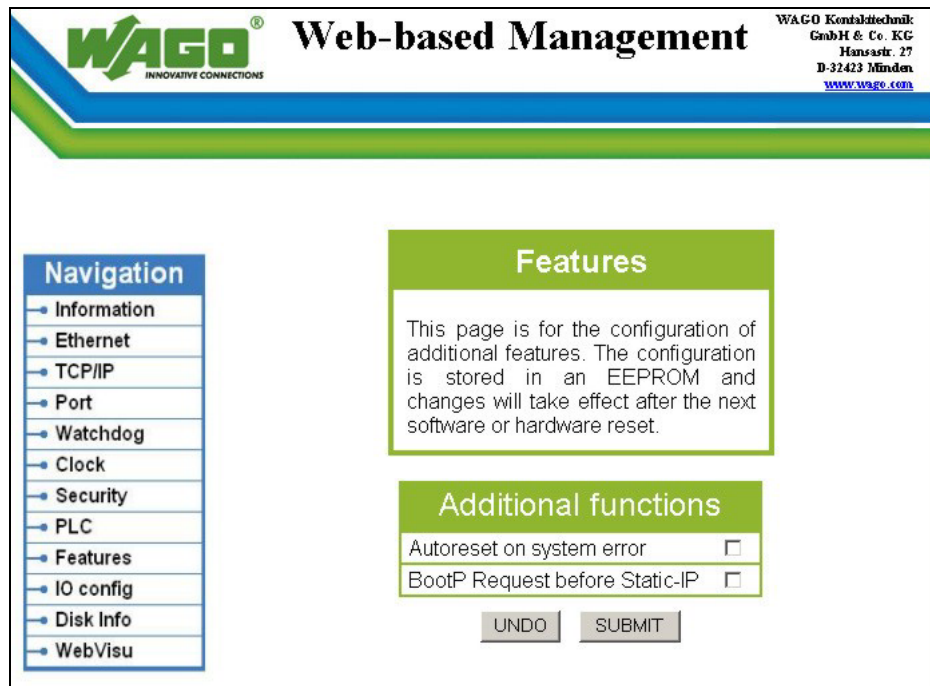 WAGO®
INNOVATIVE CONNECTIONS
Web-based Management
WAGO Kontakttechnik
GmbH & Co. KG
Hansastr. 27
D-32423 Minden
www.wago.com
Navigation
Information
Ethernet
TCP/IP
Port
Watchdog
Clock
Security
PLC
Features
IO config
Disk Info
WebVisu
Features
This page is for the configuration of
additional features. The configuration
is stored in an EEPROM and
changes will take effect after the next
software or hardware reset.
Additional functions
Autoreset on system error
BootP Request before Static-IP
UNDO SUBMIT